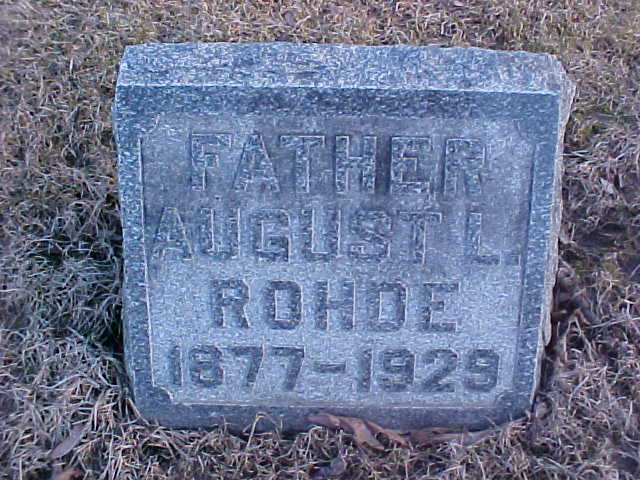 FATHER
AUGUST L.
ROHDE
1877-1929